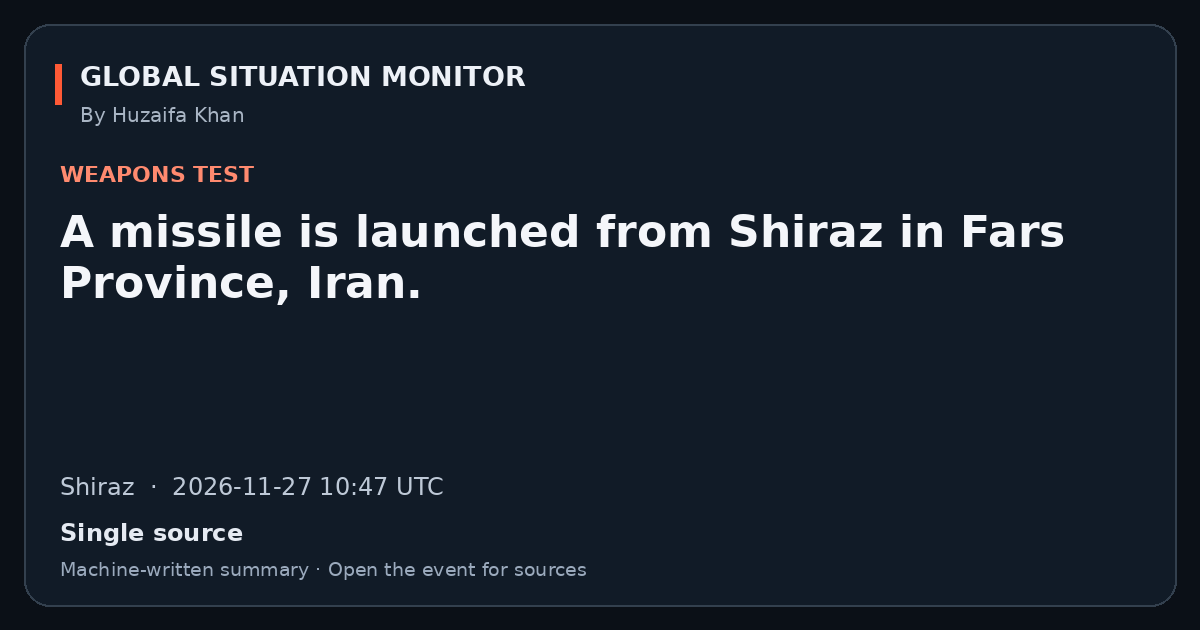 GLOBAL SITUATION MONITOR
By Huzaifa Khan
WEAPONS TEST
A missile is launched from Shiraz in Fars
Province, Iran.
Shiraz · 2026-11-27 10:47 UTC
Single source
Machine-written summary · Open the event for sources